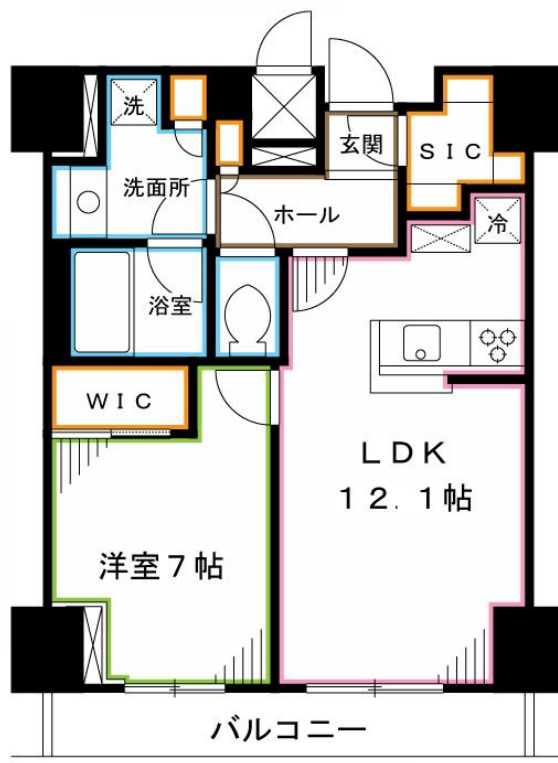 洗
玄関
ＳＩＣ
洗面所
ホール
冷
浴室
ＷＩＣ
ＬＤＫ
１２．１帖
洋室７帖
バルコニー